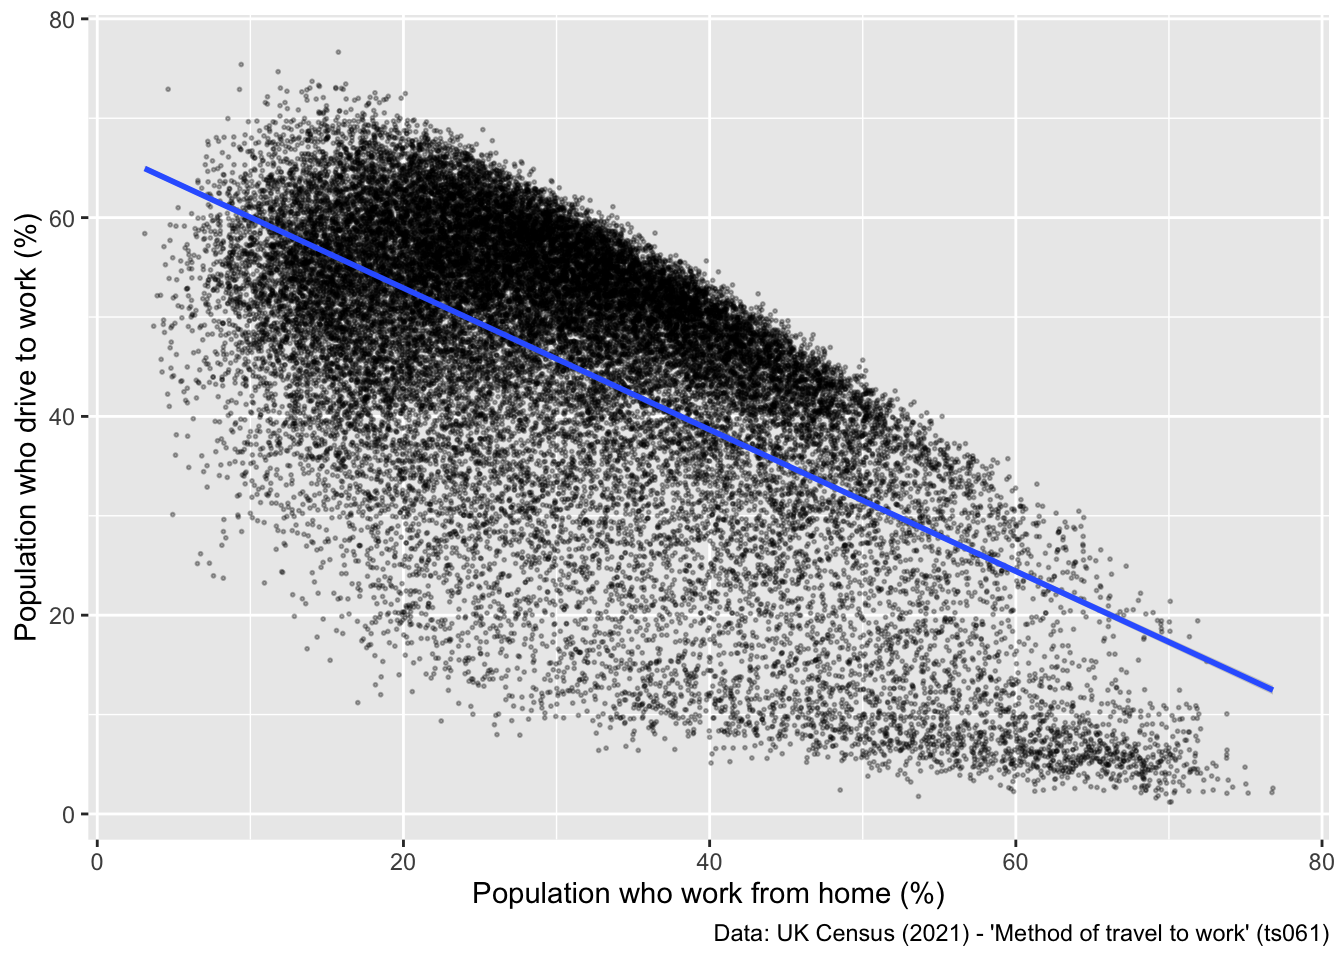 80
60
40
20
0
Population who drive to work (%)
0 20 40 60 80
Population who work from home (%)
Data: UK Census (2021) - 'Method of travel to work' (ts061)